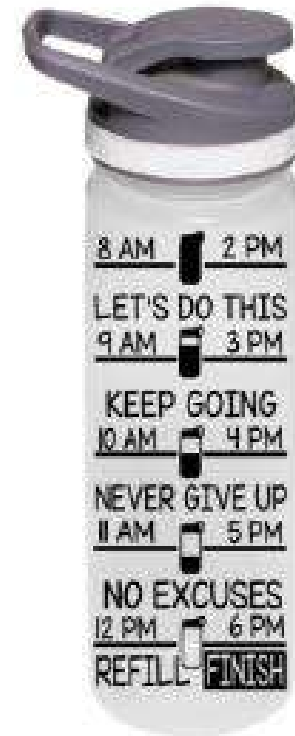 8 AM 2 PM
LET'S DO THIS
9 AM 3 PM
KEEP GOING
10 AM 4 PM
NEVER GIVE UP
11 AM 5 PM
NO EXCUSES
12 PM 6 PM
REFILL FINISH